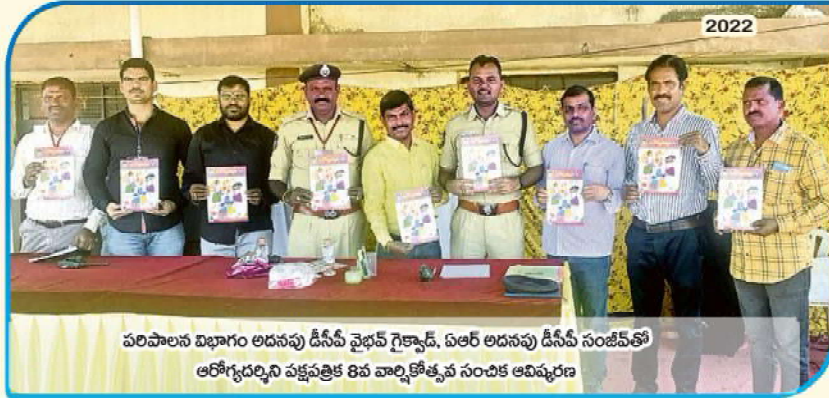 2022
పరిపాలన విభాగం అదనపు డీసీపీ వైభవ్ గైక్వాడ్, ఏఆర్ అదనపు డీసీపీ సంజీవ్‌తో
ఆరోగ్యదర్శిని పక్షపత్రిక 8వ వార్షికోత్సవ సంచిక ఆవిష్కరణ